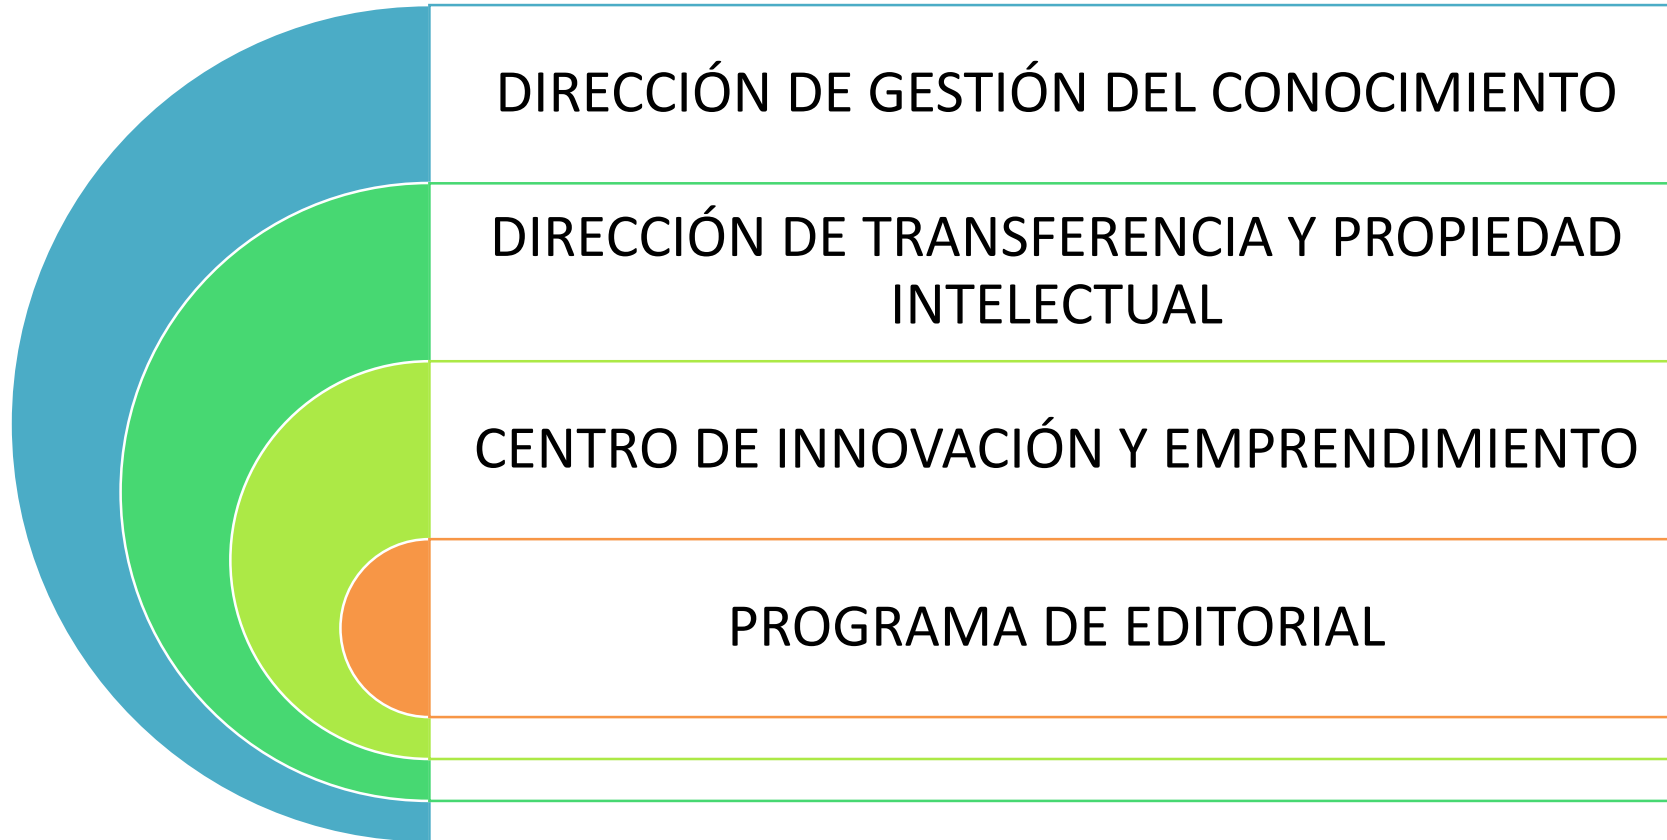 DIRECCIÓN DE GESTIÓN DEL CONOCIMIENTO
DIRECCIÓN DE TRANSFERENCIA Y PROPIEDAD
INTELECTUAL
CENTRO DE INNOVACIÓN Y EMPRENDIMIENTO
PROGRAMA DE EDITORIAL